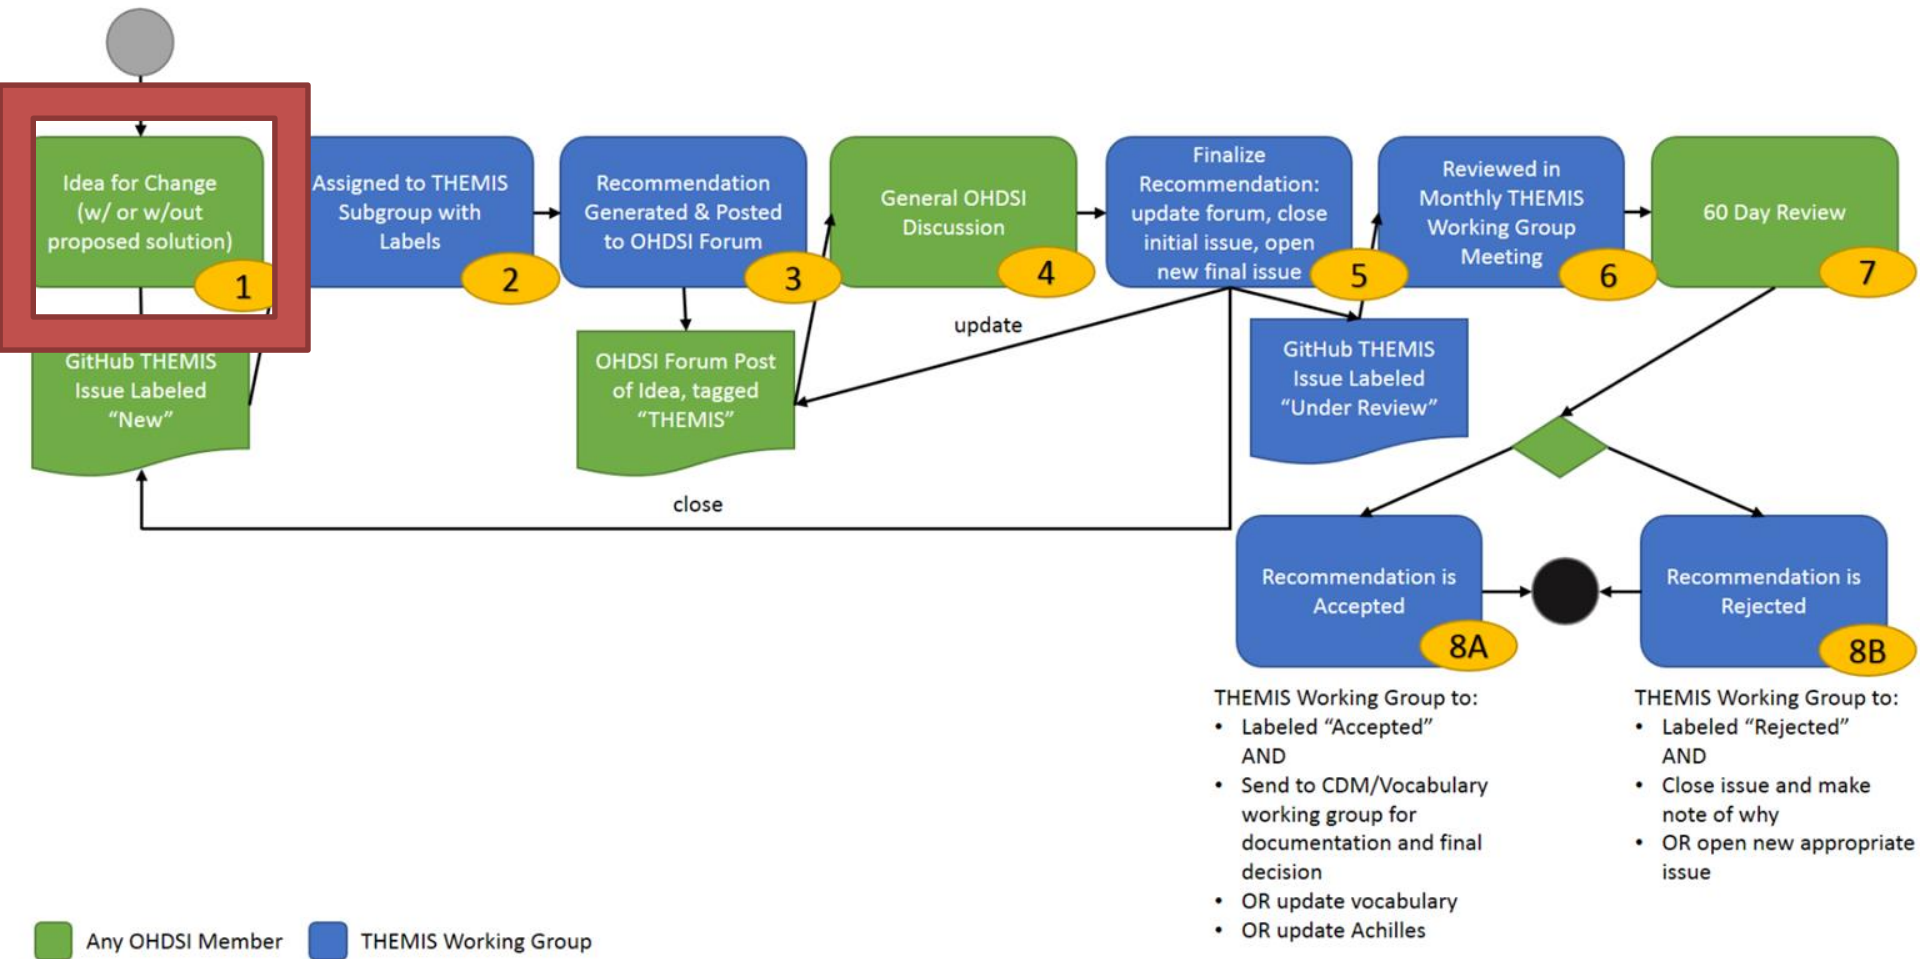 Idea for Change
(w/ or w/out
proposed solution)
1
Assigned to THEMIS
Subgroup with
Labels
2
Recommendation
Generated & Posted
to OHDSI Forum
3
General OHDSI
Discussion
4
Finalize
Recommendation:
update forum, close
initial issue, open
new final issue
5
Reviewed in
Monthly THEMIS
Working Group
Meeting
6
60 Day Review
7
GitHub THEMIS
Issue Labeled
“New”
OHDSI Forum Post
of Idea, tagged
“THEMIS”
update
GitHub THEMIS
Issue Labeled
“Under Review”
close
Recommendation is
Accepted
8A
Recommendation is
Rejected
8B
THEMIS Working Group to:
• Labeled “Accepted”
AND
• Send to CDM/Vocabulary
working group for
documentation and final
decision
• OR update vocabulary
• OR update Achilles
THEMIS Working Group to:
• Labeled “Rejected”
AND
• Close issue and make
note of why
• OR open new appropriate
issue
Any OHDSI Member
THEMIS Working Group